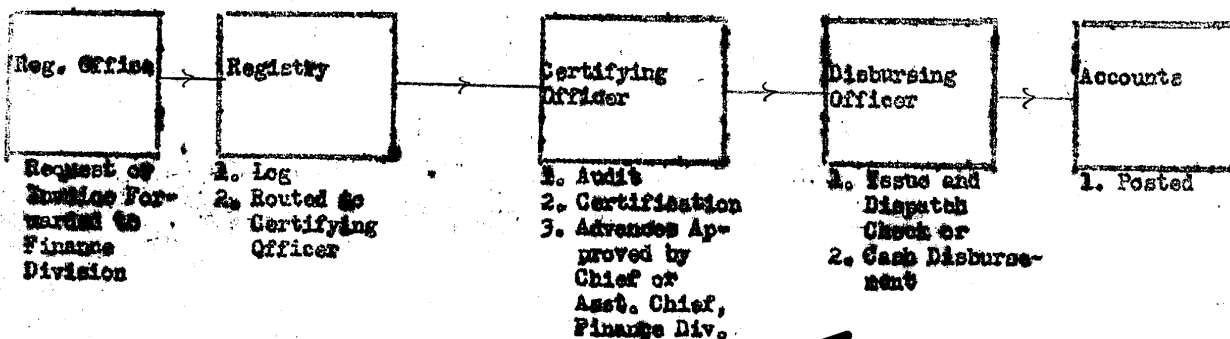 Reg. Office
Request or
Invoice For-
warded to
Finance
Division
Registry
1. Log
2. Routed to
Certifying
Officer
Certifying
Officer
1. Audit
2. Certification
3. Advances Ap-
proved by
Chief or
Asst. Chief,
Finance Div.
Disbursing
Officer
1. Issue and
Dispatch
Check or
2. Cash Disburse-
ment
Accounts
1. Posted